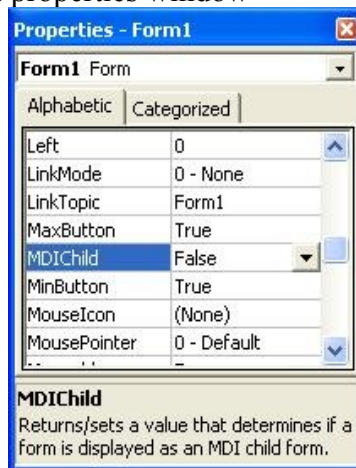 properties window
Properties - Form1
Form1 Form
Alphabetic Categorized
Left 0
LinkMode 0 - None
LinkTopic Form1
MaxButton True
MDIChild False
MinButton True
MouseIcon (None)
MousePointer 0 - Default
MDIChild
Returns/sets a value that determines if a
form is displayed as an MDI child form.